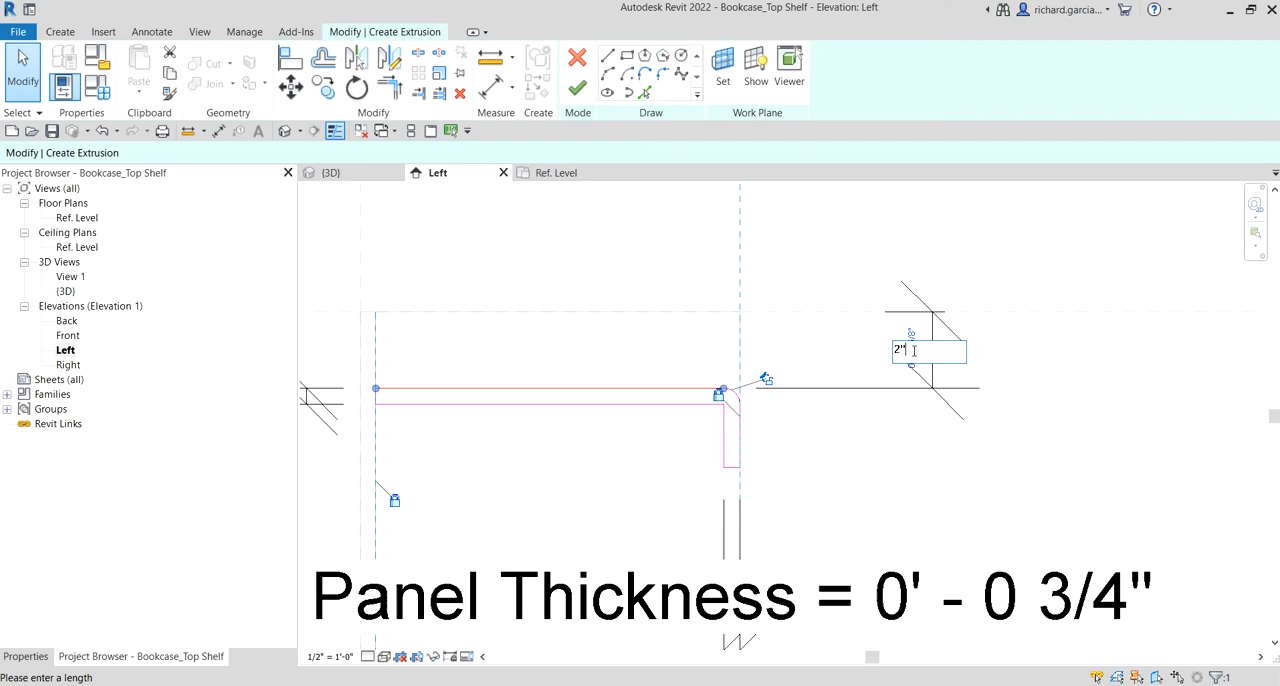 Autodesk Revit 2022 - Bookcase_Top Shelf - Elevation: Left
richard.garcia...
File Create Insert Annotate View Manage Add-Ins Modify | Create Extrusion
Modify
Paste
Cut
Join
Set Show Viewer
Select Properties Clipboard Geometry Modify Measure Create Mode Draw Work Plane
Modify | Create Extrusion
Project Browser - Bookcase_Top Shelf
{3D}
Left
Ref. Level
Views (all)
Floor Plans
Ref. Level
Ceiling Plans
Ref. Level
3D Views
View 1
{3D}
Elevations (Elevation 1)
Back
Front
Left
Right
Sheets (all)
Families
Groups
Revit Links
2"
Panel Thickness = 0' - 0 3/4"
Properties
Project Browser - Bookcase_Top Shelf
1/2" = 1'-0"
Please enter a length
:1